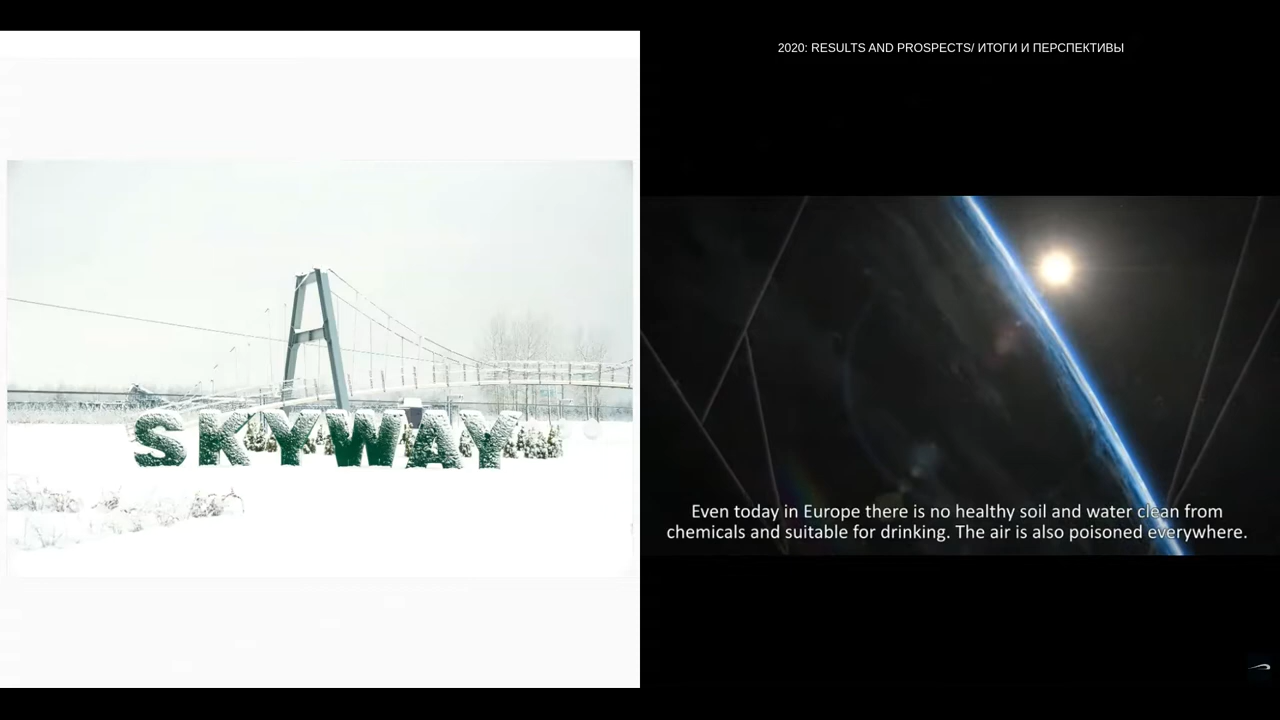 2020: RESULTS AND PROSPECTS/ ИТОГИ И ПЕРСПЕКТИВЫ
SKYWAY
Even today in Europe there is no healthy soil and water clean from
chemicals and suitable for drinking. The air is also poisoned everywhere.